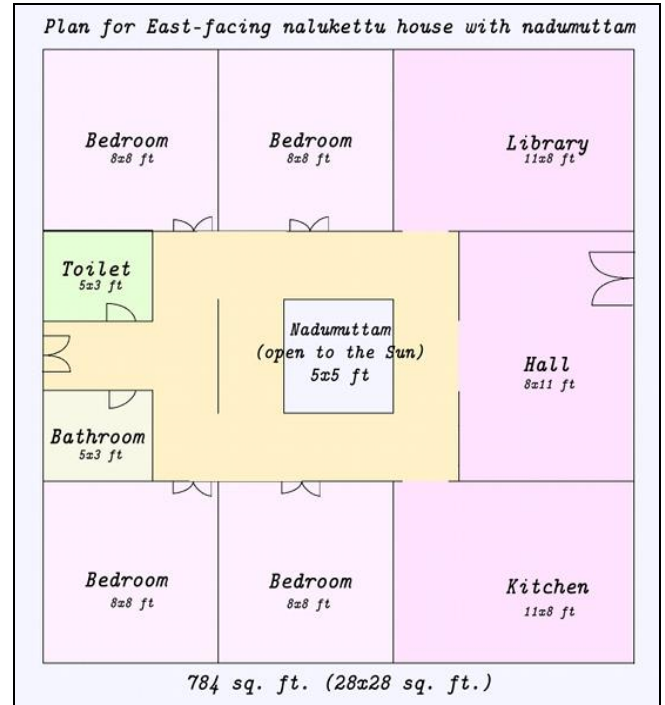 Plan for East-facing nalukettu house with nadumuttam
Bedroom
8x8 ft
Bedroom
8x8 ft
Library
11x8 ft
Toilet
5x3 ft
Nadumuttam
(open to the Sun)
5x5 ft
Hall
8x11 ft
Bathroom
5x3 ft
Bedroom
8x8 ft
Bedroom
8x8 ft
Kitchen
11x8 ft
784 sq. ft. (28x28 sq. ft.)